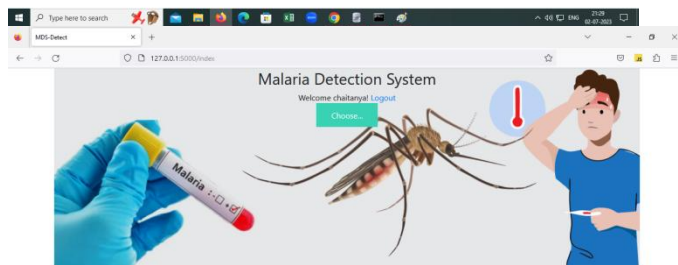 Type here to search
ENG
21:29
02-07-2023
MDS-Detect
127.0.0.1:5000/index
Malaria Detection System
Welcome chaitanya! Logout
Choose...
Malaria :-